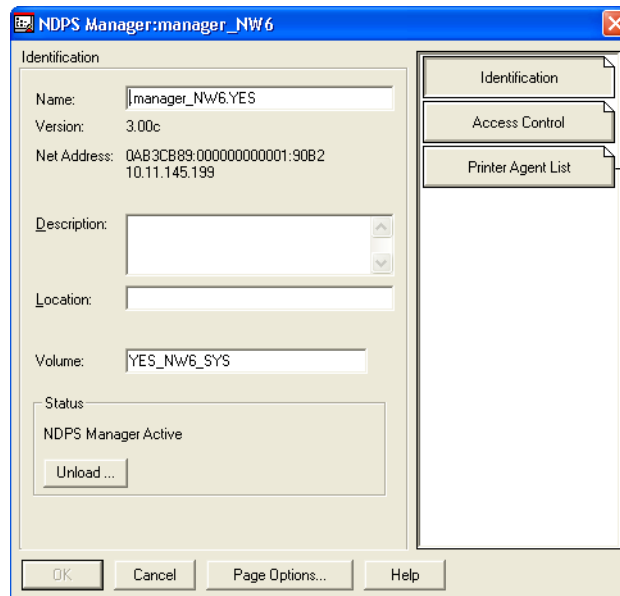 NDPS Manager:manager_NW6
Identification
Name: .manager_NW6.YES
Version: 3.00c
Net Address: 0AB3CB89:000000000001:90B2
10.11.145.199
Description:
Location:
Volume: YES_NW6_SYS
Status
NDPS Manager Active
Unload ...
Identification
Access Control
Printer Agent List
OK Cancel Page Options... Help